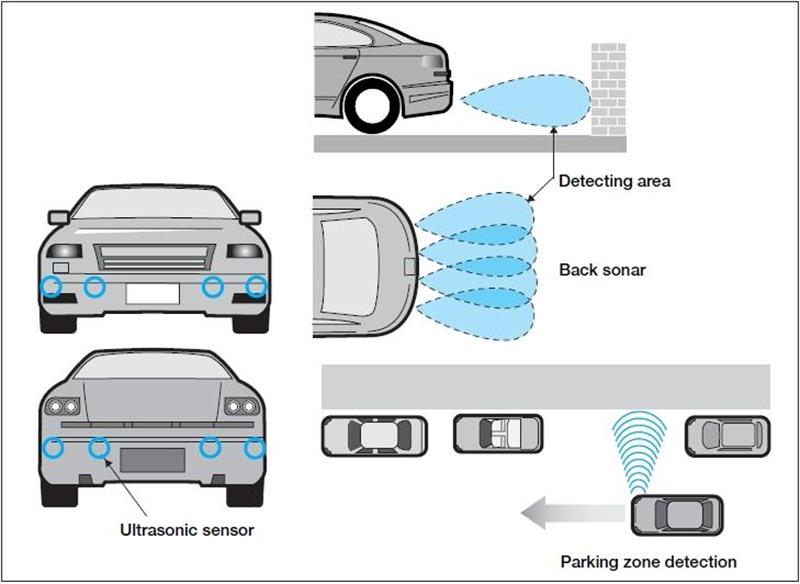 Detecting area
Back sonar
Ultrasonic sensor
Parking zone detection